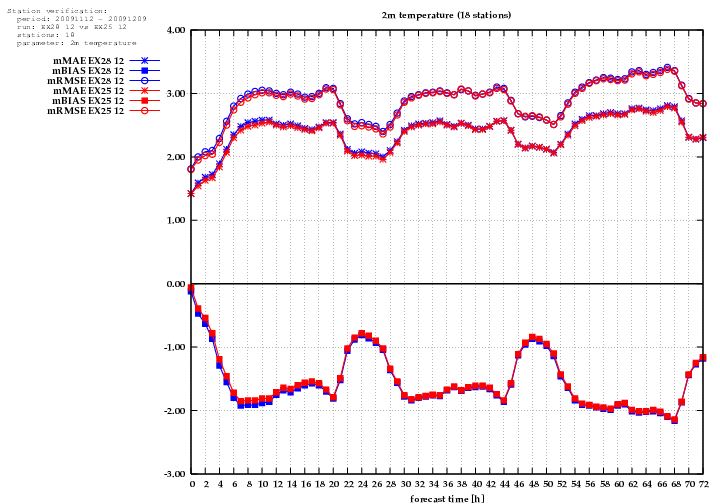 Station verification:
period: 20091112 - 20091209
run: EX28 12 vs EX25 12
stations: 18
parameter: 2m temperature
2m temperature (18 stations)
mMAE EX28 12
mBIAS EX28 12
mRMSE EX28 12
mMAE EX25 12
mBIAS EX25 12
mRMSE EX25 12
4.00
3.00
2.00
1.00
0.00
-1.00
-2.00
-3.00
0 2 4 6 8 10 12 14 16 18 20 22 24 26 28 30 32 34 36 38 40 42 44 46 48 50 52 54 56 58 60 62 64 66 68 70 72
forecast time [h]